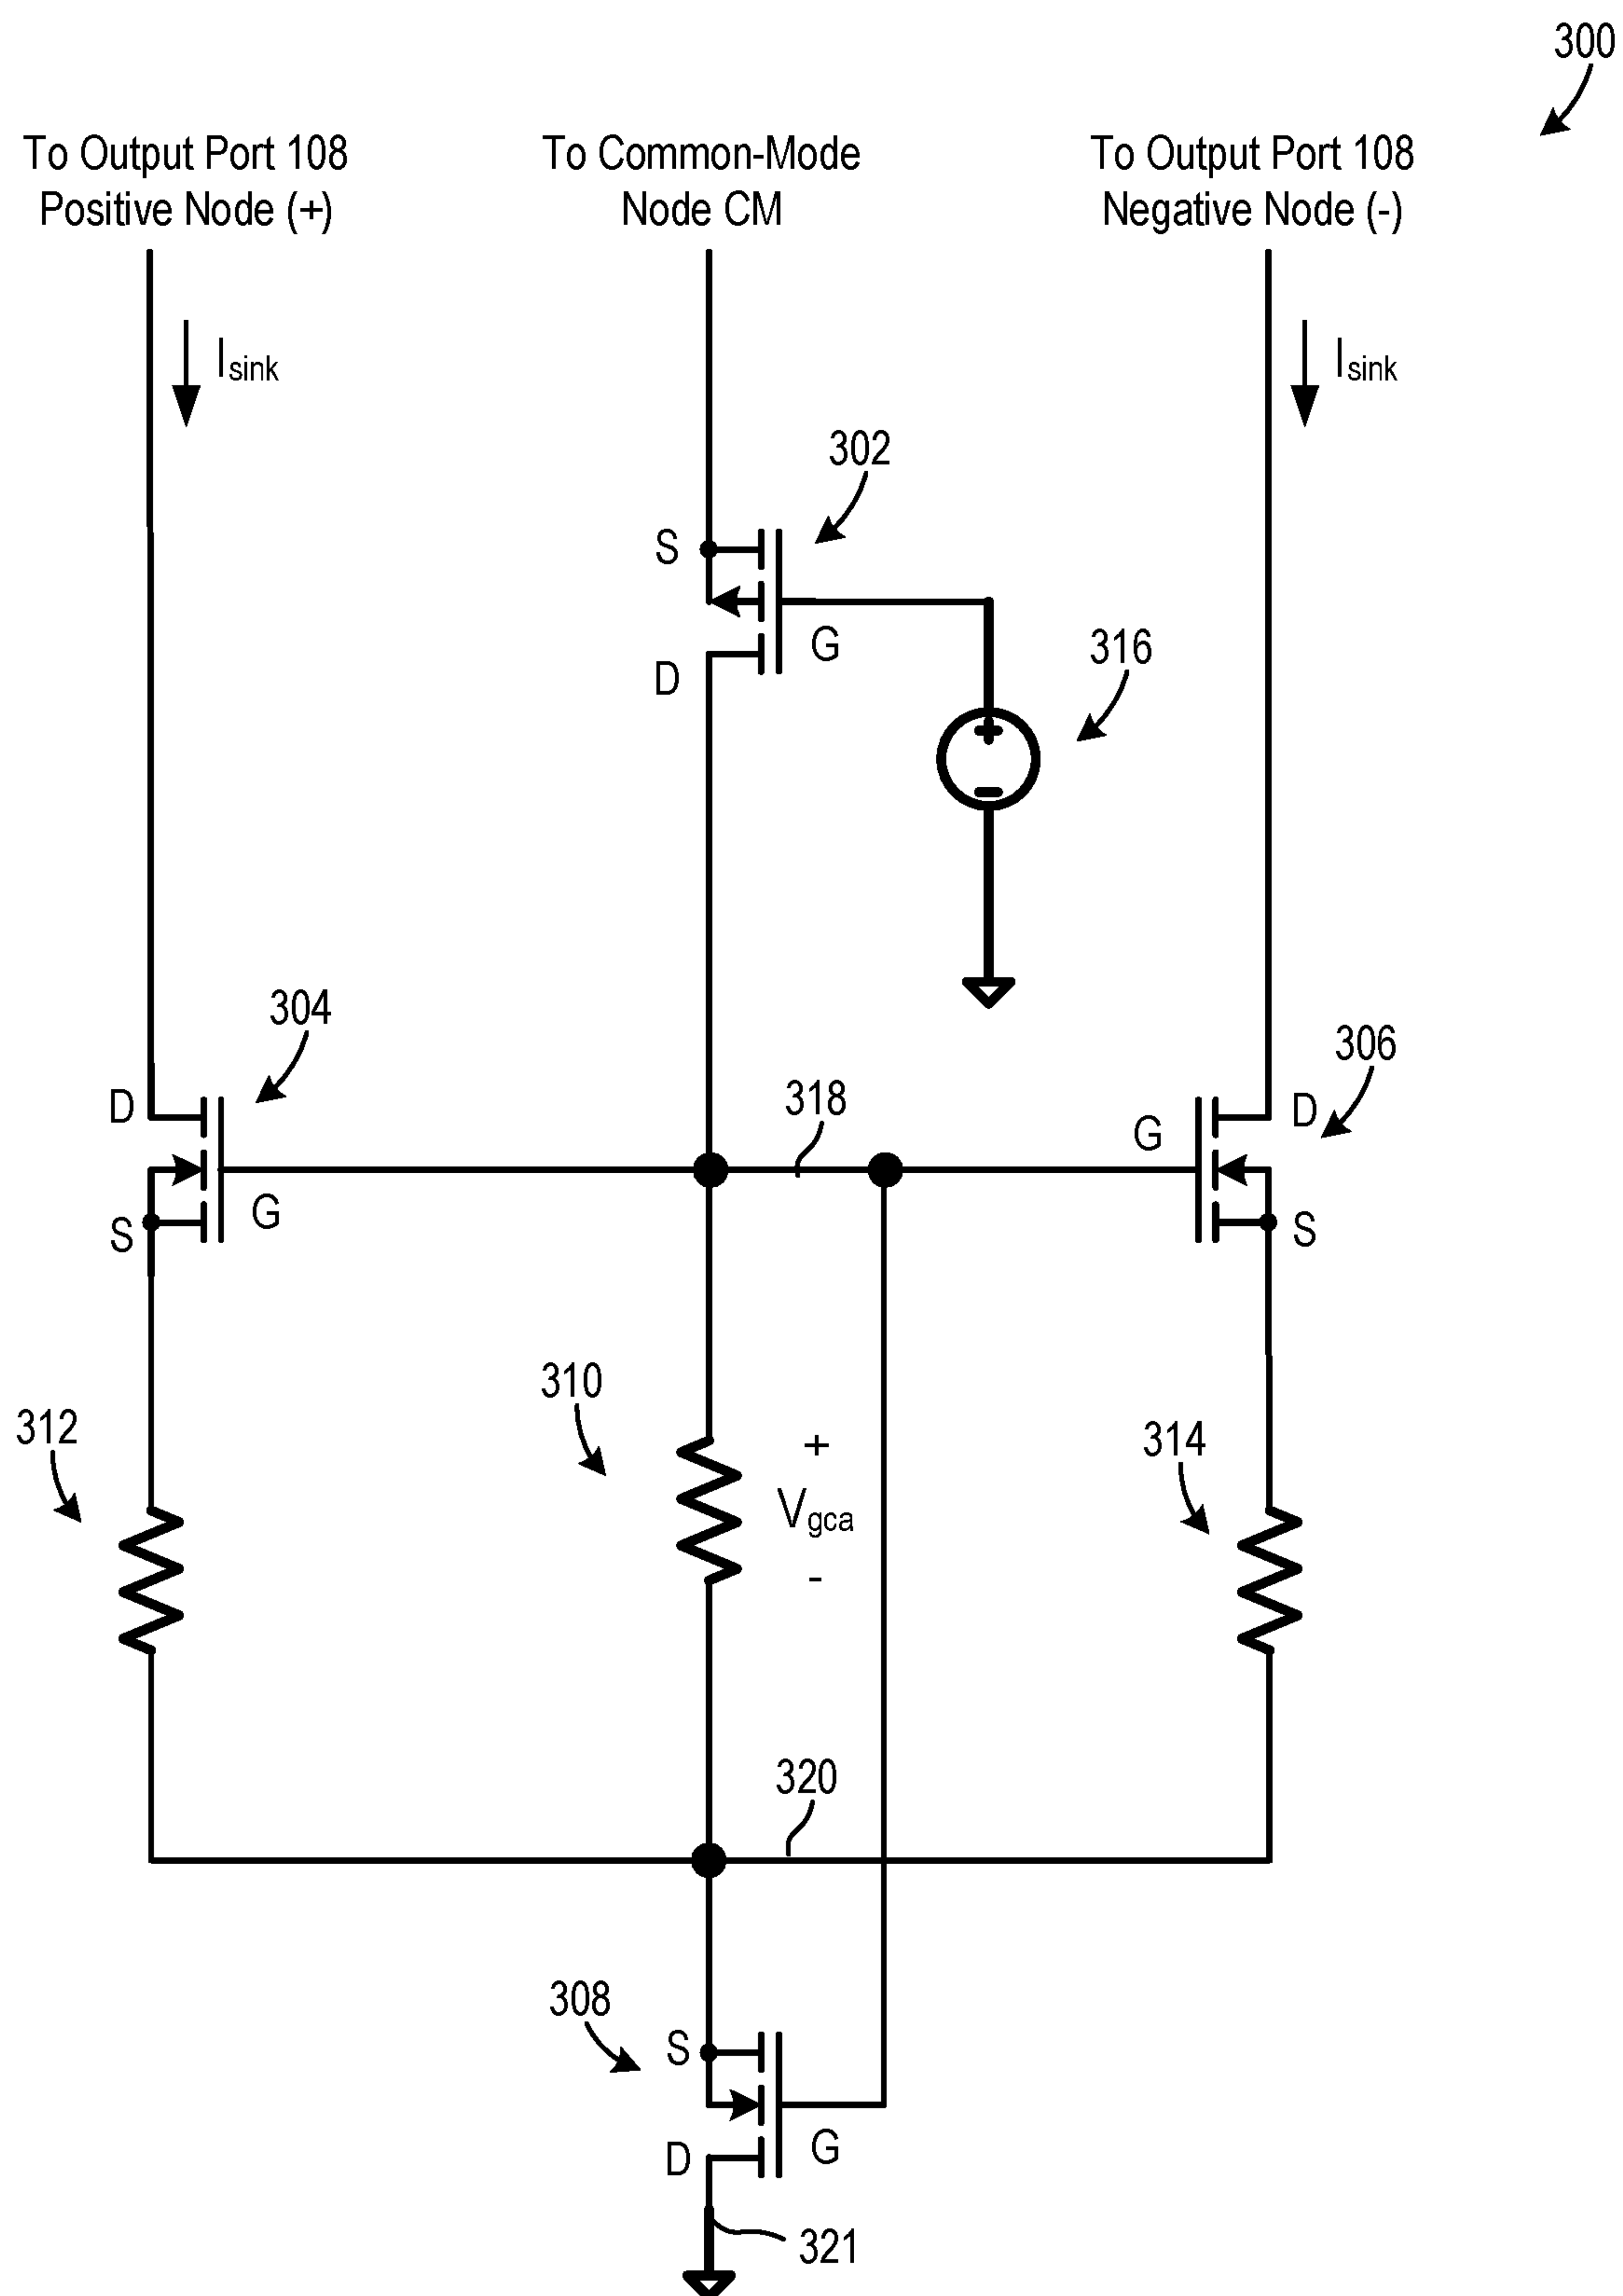 300
To Output Port 108
Positive Node (+)
To Common-Mode
Node CM
To Output Port 108
Negative Node (-)
Isink
Isink
302
S
G
D
316
304
306
D
318
G
D
S
G
S
310
312
+
Vgca
-
314
320
308
S
D
G
321